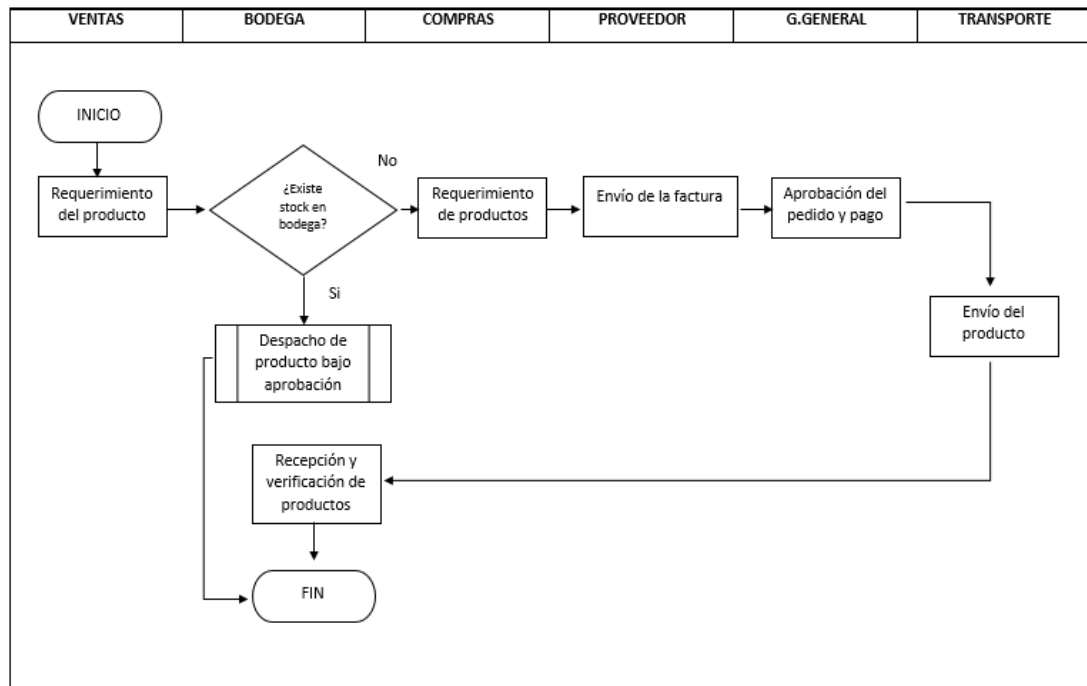 VENTAS
BODEGA
COMPRAS
PROVEEDOR
G.GENERAL
TRANSPORTE
INICIO
Requerimiento
del producto
¿Existe
stock en
bodega?
No
Requerimiento
de productos
Envío de la factura
Aprobación del
pedido y pago
Si
Envío del
producto
Despacho de
producto bajo
aprobación
Recepción y
verificación de
productos
FIN